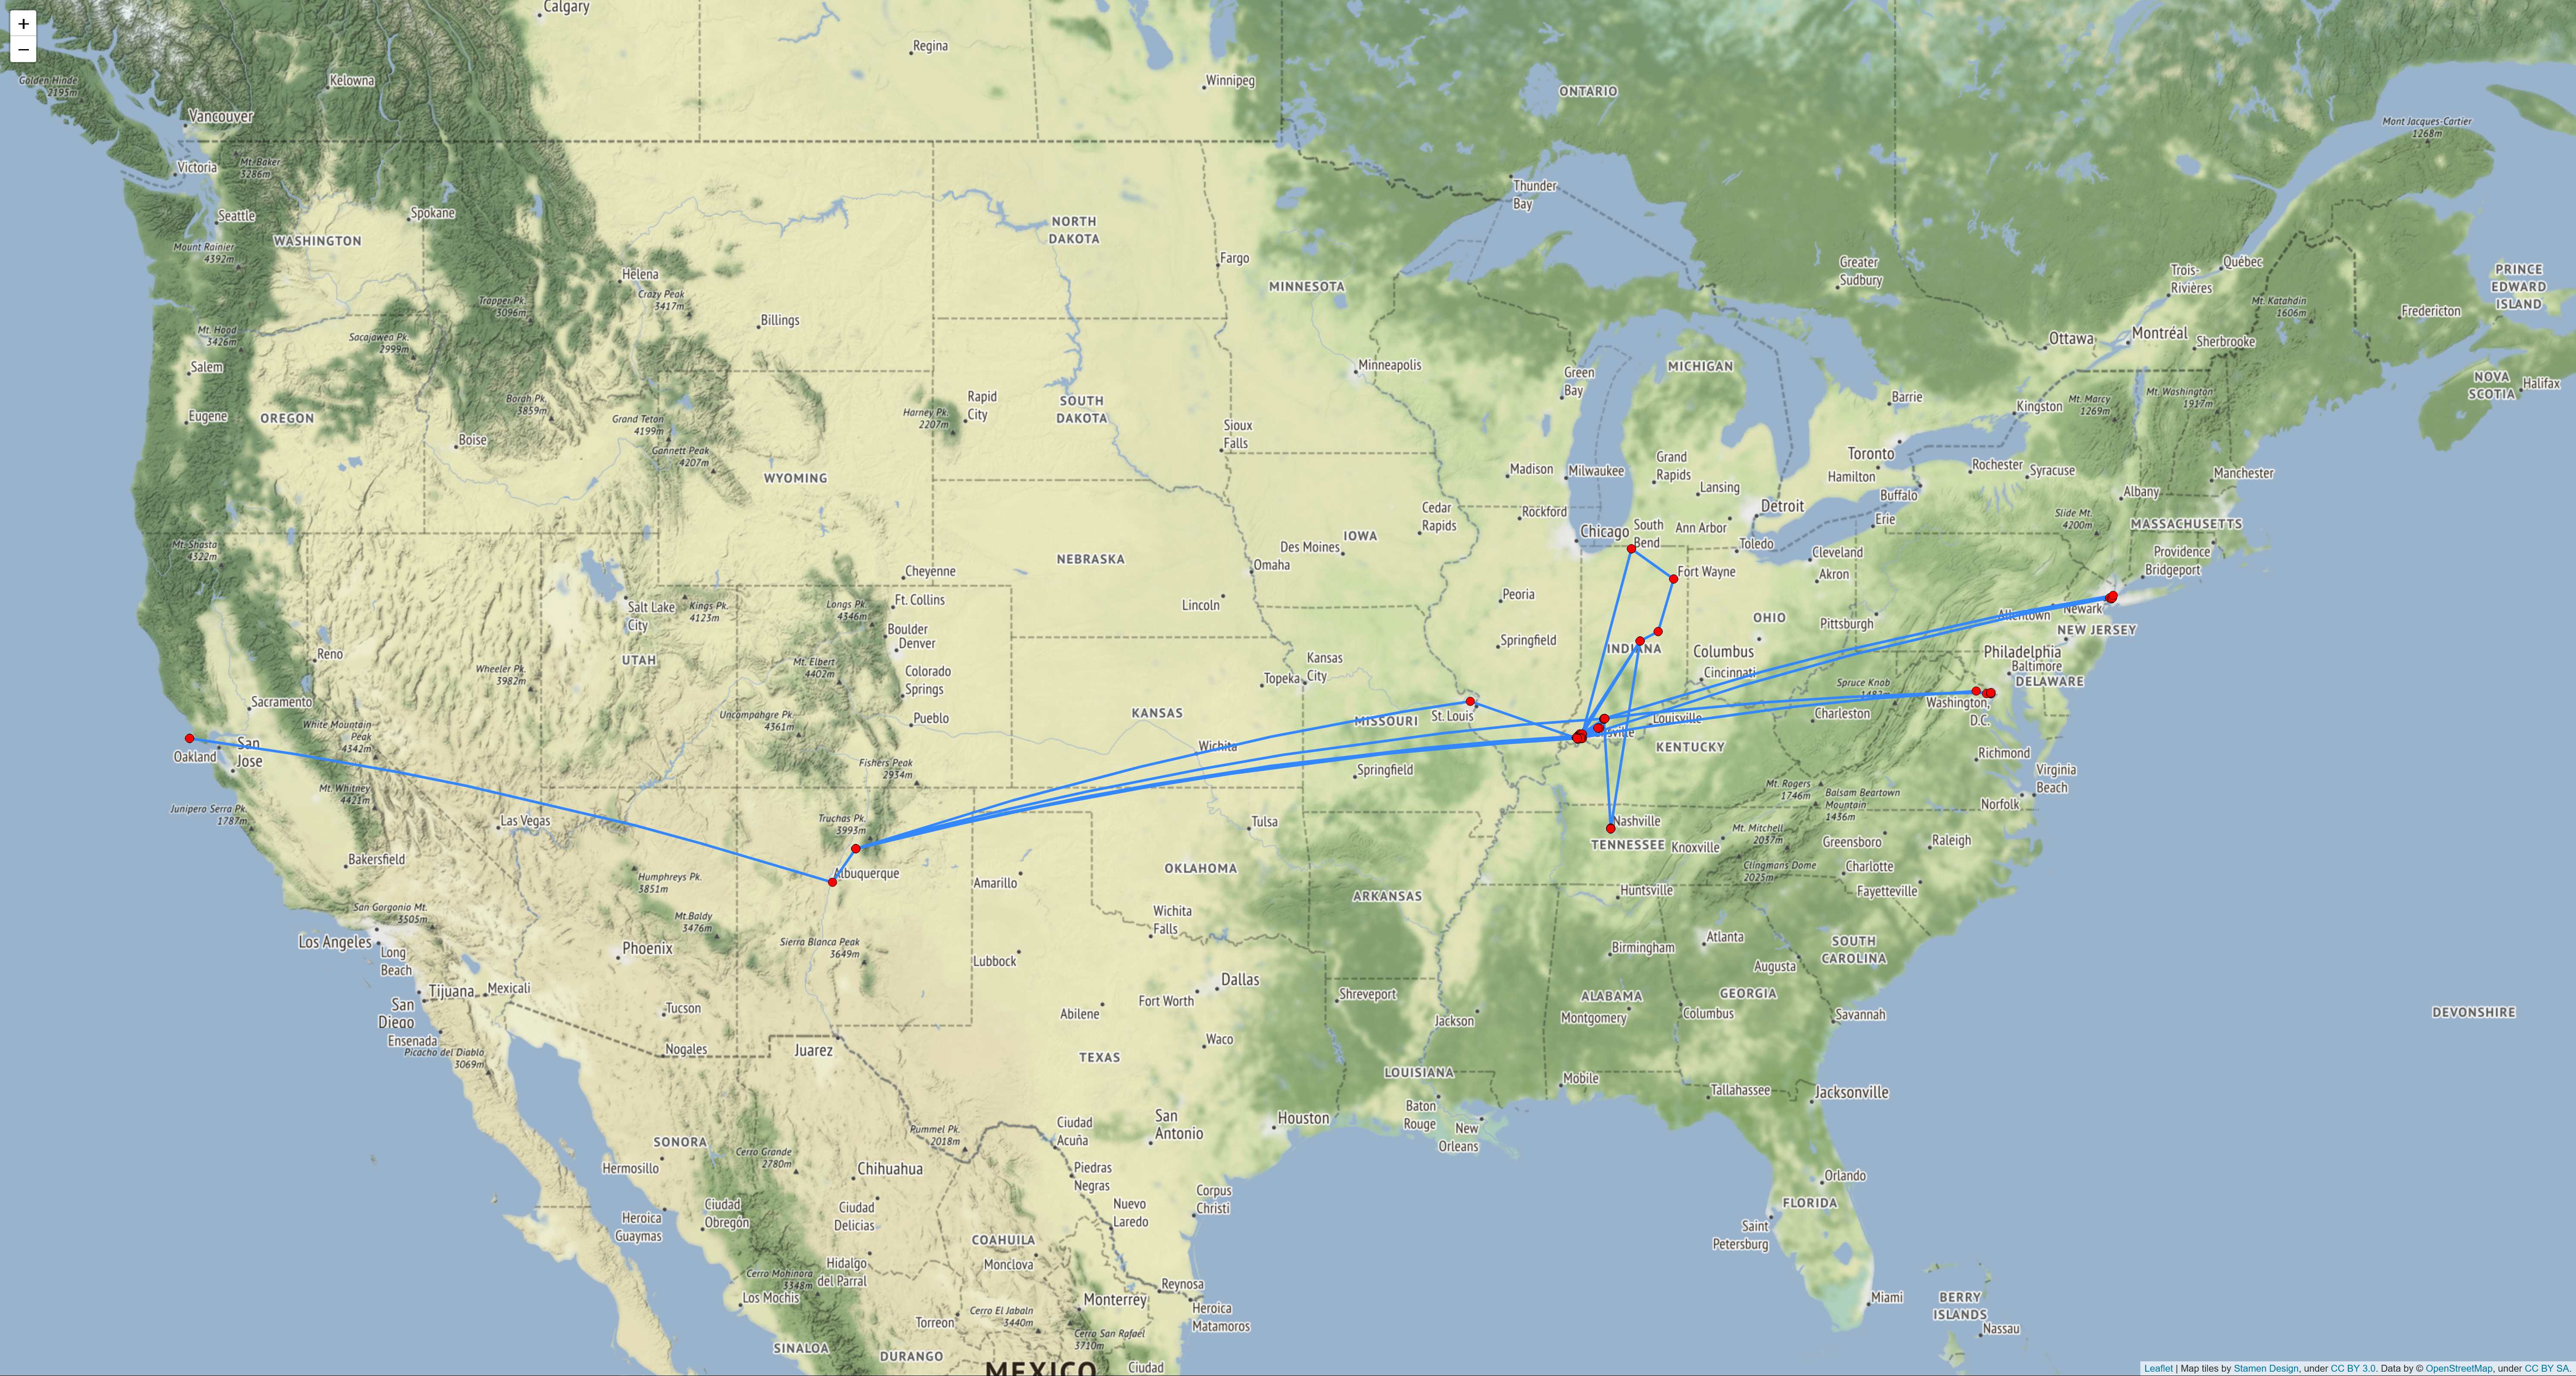 +
−
Calgary
Regina
Winnipeg
Golden Hinde
2195m
Kelowna
Vancouver
ONTARIO
Mont Jacques-Cartier
1268m
Victoria
Mt. Baker
3286m
Thunder
Bay
Seattle
Spokane
WASHINGTON
NORTH
DAKOTA
Mount Rainier
4392m
Fargo
Greater
Sudbury
Trois-
Rivières
Québec
PRINCE
EDWARD
ISLAND
Helena
MINNESOTA
Trapper Pk.
3096m
Crazy Peak
3417m
Mt. Katahdin
1606m
Fredericton
Billings
Mt. Hood
3426m
Sacajawea Pk.
2999m
Ottawa
Montréal
Sherbrooke
Salem
Minneapolis
Green
Bay
MICHIGAN
NOVA
SCOTIA
Halifax
Eugene
OREGON
Borah Pk.
3859m
Grand Teton
4199m
Harney Pk.
2207m
Rapid
City
SOUTH
DAKOTA
Barrie
Kingston
Mt. Marcy
1269m
Mt. Washington
1917m
Boise
Gannett Peak
4207m
Sioux
Falls
Toronto
Hamilton
Rochester
Syracuse
WYOMING
Madison
Milwaukee
Grand
Rapids
Lansing
Buffalo
Albany
Manchester
Cedar
Rapids
Rockford
Detroit
Erie
Slide Mt.
4200m
MASSACHUSETTS
Mt. Shasta
4322m
IOWA
Des Moines
Chicago
South
Bend
Ann Arbor
Toledo
Cleveland
Akron
Providence
Bridgeport
NEBRASKA
Omaha
Cheyenne
Fort Wayne
Salt Lake
City
Kings Pk.
4123m
Longs Pk.
4346m
Ft. Collins
Lincoln
Peoria
OHIO
Pittsburgh
Allentown
Newark
NEW JERSEY
Boulder
Denver
Springfield
INDIANA
Columbus
Philadelphia
Baltimore
DELAWARE
Reno
UTAH
Wheeler Pk.
3982m
Mt. Elbert
4402m
Colorado
Springs
Topeka
Kansas
City
Cincinnati
Spruce Knob
1482m
Washington,
D.C.
Sacramento
White Mountain
Peak
4342m
Uncompahgre Pk.
4361m
Pueblo
KANSAS
MISSOURI
St. Louis
Louisville
Charleston
Oakland
San
Jose
Wichita
KENTUCKY
Richmond
Fishers Peak
2934m
Springfield
Virginia
Beach
Mt. Whitney
4421m
Mt. Rogers
1746m
Balsam Beartown
Mountain
1436m
Norfolk
Junipero Serra Pk.
1787m
Las Vegas
Truchas Pk.
3993m
Tulsa
Nashville
TENNESSEE
Knoxville
Mt. Mitchell
2037m
Greensboro
Raleigh
Bakersfield
Humphreys Pk.
3851m
Albuquerque
Amarillo
OKLAHOMA
Clingmans Dome
2025m
Charlotte
Fayetteville
ARKANSAS
Huntsville
San Gorgonio Mt.
3505m
Mt.Baldy
3476m
Wichita
Falls
Los Angeles
Long
Beach
Phoenix
Sierra Blanca Peak
3649m
Lubbock
Birmingham
Atlanta
SOUTH
CAROLINA
Augusta
Dallas
Fort Worth
Tijuana
Mexicali
San
Diego
Tucson
Abilene
Shreveport
ALABAMA
GEORGIA
Montgomery
Columbus
Savannah
DEVONSHIRE
Jackson
Ensenada
Picacho del Diablo
3069m
Nogales
Juarez
Waco
TEXAS
LOUISIANA
Mobile
Tallahassee
Jacksonville
Baton
Rouge
New
Orleans
Houston
San
Antonio
Ciudad
Acuña
Pummel Pk.
2018m
SONORA
Cerro Grande
2780m
Hermosillo
Chihuahua
Piedras
Negras
Orlando
FLORIDA
Corpus
Christi
Ciudad
Obregón
Ciudad
Delicias
Nuevo
Laredo
Heroica
Guaymas
Saint
Petersburg
COAHUILA
Monclova
Hidalgo
del Parral
Cerro Mohinora
3348m
Reynosa
Los Mochis
Monterrey
Heroica
Matamoros
Miami
BERRY
ISLANDS
Nassau
Torreon
Cerro El Jabaln
3440m
Cerro San Rafael
3710m
SINALOA
DURANGO
MEXICO
Ciudad
Leaflet | Map tiles by Stamen Design, under CC BY 3.0. Data by © OpenStreetMap, under CC BY SA.